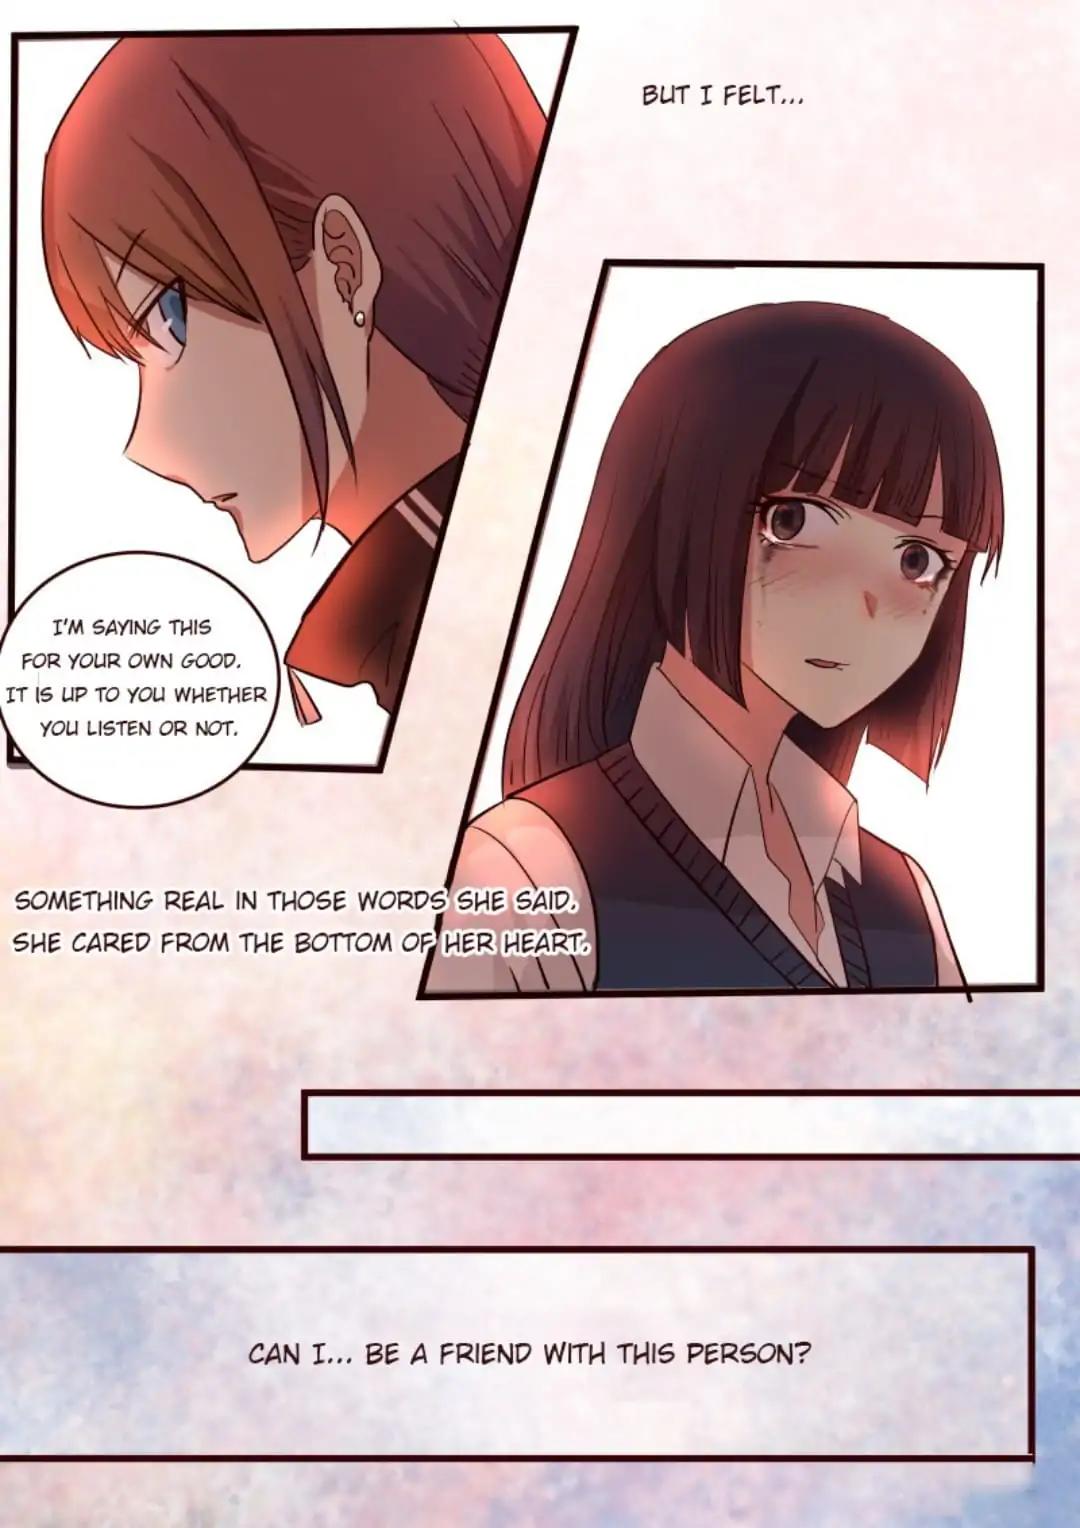 BUT I FELT...
I'M SAYING THIS
FOR YOUR OWN GOOD.
IT IS UP TO YOU WHETHER
YOU LISTEN OR NOT.
SOMETHING REAL IN THOSE WORDS SHE SAID.
SHE CARED FROM THE BOTTOM OF HER HEART.
CAN I... BE A FRIEND WITH THIS PERSON?